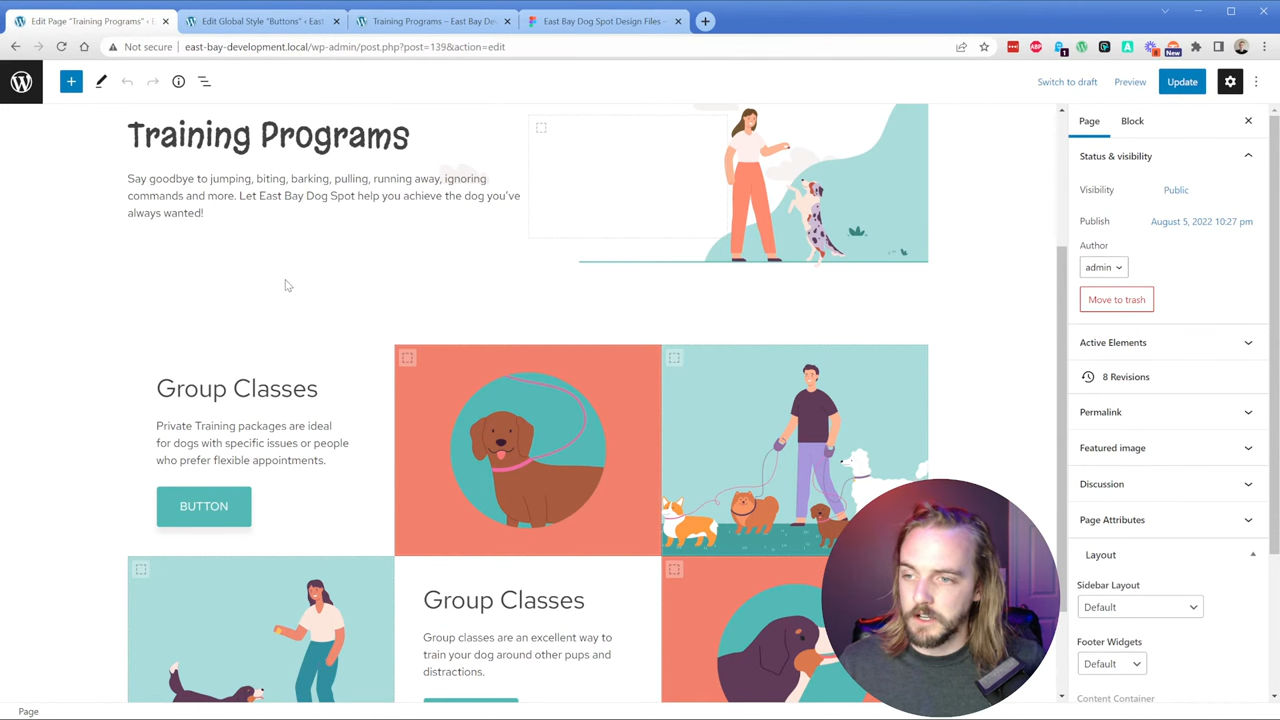 Edit Page "Training Programs" ‹ E
Edit Global Style "Buttons" ‹ East
Training Programs – East Bay De
East Bay Dog Spot Design Files –
Not secure
east-bay-development.local/wp-admin/post.php?post=139&action=edit
ABP
1
8
New
Switch to draft
Preview
Update
Page
Block
Training Programs
Say goodbye to jumping, biting, barking, pulling, running away, ignoring
commands and more. Let East Bay Dog Spot help you achieve the dog you've
always wanted!
Group Classes
Private Training packages are ideal
for dogs with specific issues or people
who prefer flexible appointments.
BUTTON
Group Classes
Group classes are an excellent way to
train your dog around other pups and
distractions.
Status & visibility
Visibility
Public
Publish
August 5, 2022 10:27 pm
Author
admin
Move to trash
Active Elements
8 Revisions
Permalink
Featured image
Discussion
Page Attributes
Layout
Sidebar Layout
Default
Footer Widgets
Default
Content Container
Page